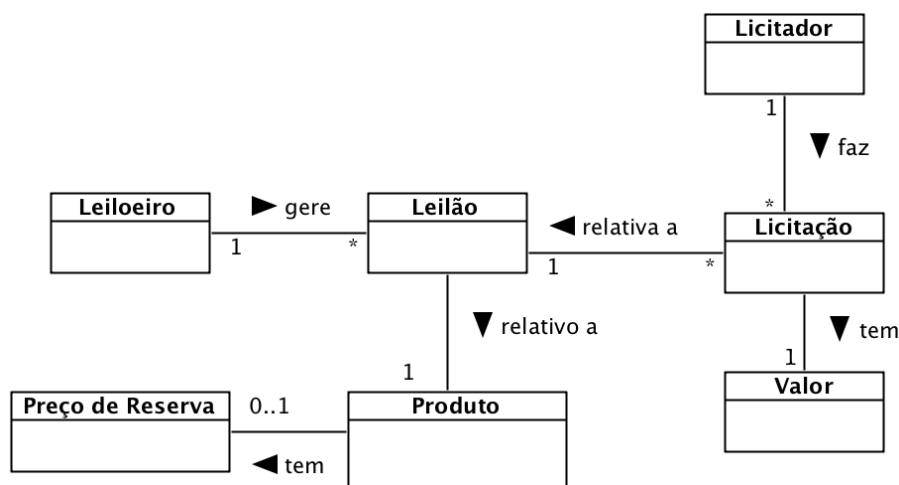 Licitador
1
faz
*
Leiloeiro
gere
1
*
Leilão
relativa a
1
*
Licitação
relativo a
1
tem
1
Valor
Preço de Reserva
0..1
tem
Produto